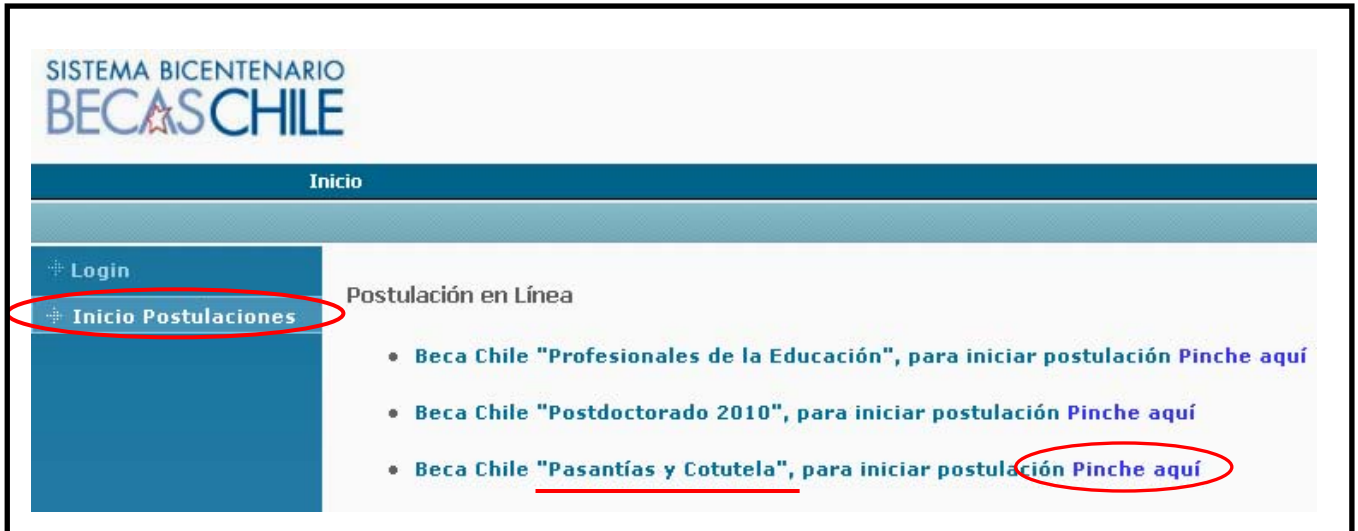 SISTEMA BICENTENARIO
BECASCHILE
Inicio
Login
Inicio Postulaciones
Postulación en Línea
Beca Chile "Profesionales de la Educación", para iniciar postulación Pinche aquí
Beca Chile "Postdoctorado 2010", para iniciar postulación Pinche aquí
Beca Chile "Pasantías y Cotutela", para iniciar postulación Pinche aquí